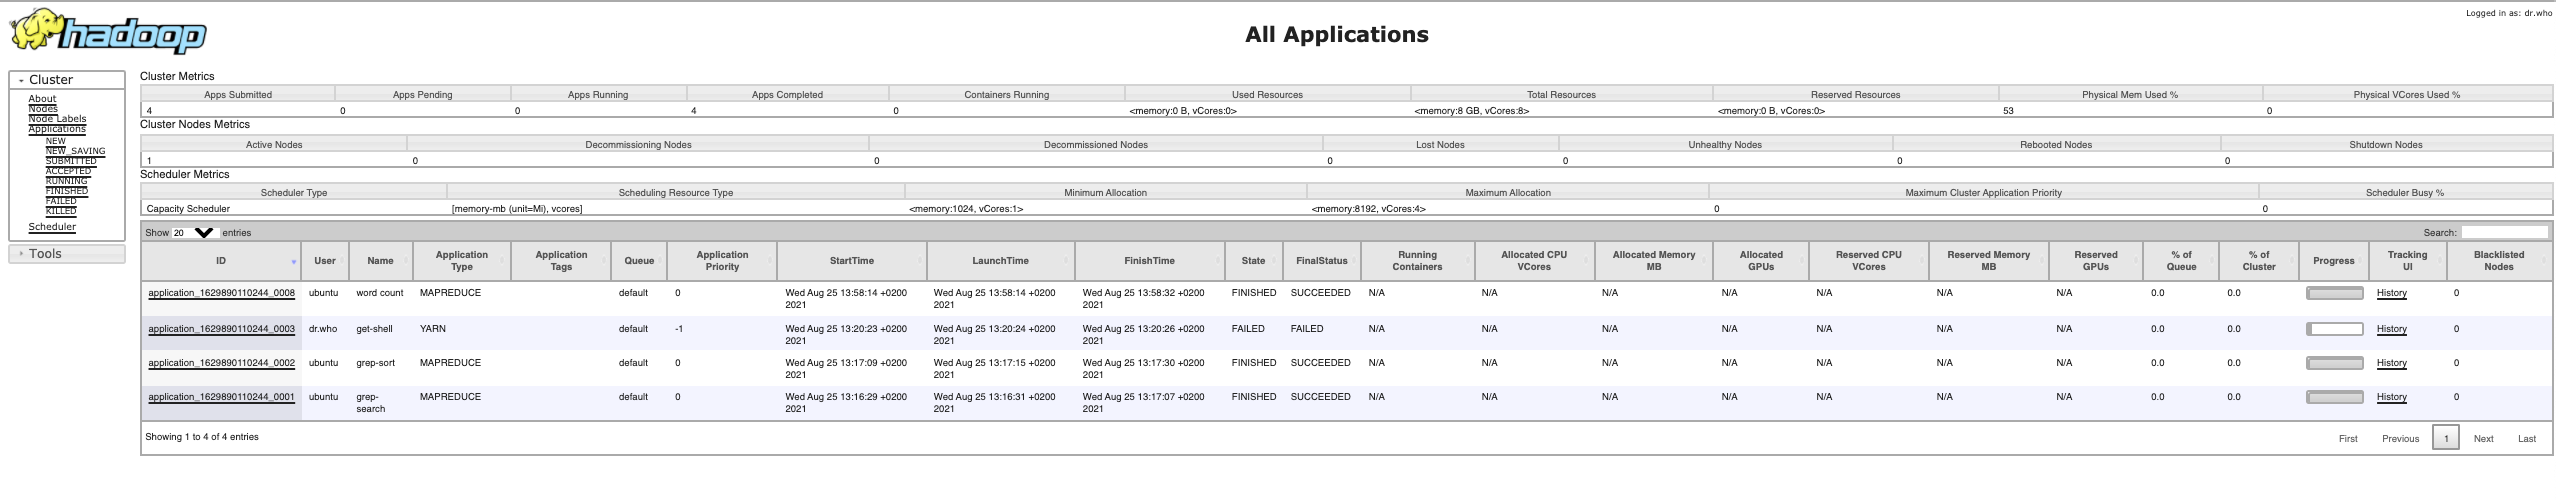 hadoop
All Applications
Logged in as: dr.who
Cluster
About
Nodes
Node Labels
Applications
NEW
NEW_SAVING
SUBMITTED
ACCEPTED
RUNNING
FINISHED
FAILED
KILLED
Scheduler
Tools
Cluster Metrics
Apps Submitted Apps Pending Apps Running Apps Completed Containers Running Used Resources Total Resources Reserved Resources Physical Mem Used % Physical VCores Used %
4 0 0 4 0 <memory:0 B, vCores:0> <memory:8 GB, vCores:8> <memory:0 B, vCores:0> 53 0
Cluster Nodes Metrics
Active Nodes Decommissioning Nodes Decommissioned Nodes Lost Nodes Unhealthy Nodes Rebooted Nodes Shutdown Nodes
1 0 0 0 0 0 0
Scheduler Metrics
Scheduler Type Scheduling Resource Type Minimum Allocation Maximum Allocation Maximum Cluster Application Priority Scheduler Busy %
Capacity Scheduler [memory-mb (unit=Mi), vcores] <memory:1024, vCores:1> <memory:8192, vCores:4> 0 0
Show 20 entries Search:
ID User Name Application Type Application Tags Queue Application Priority StartTime LaunchTime FinishTime State FinalStatus Running Containers Allocated CPU VCores Allocated Memory MB Allocated GPUs Reserved CPU VCores Reserved Memory MB Reserved GPUs % of Queue % of Cluster Progress Tracking UI Blacklisted Nodes
application_1629890110244_0008 ubuntu word count MAPREDUCE default 0 Wed Aug 25 13:58:14 +0200 2021 Wed Aug 25 13:58:14 +0200 2021 Wed Aug 25 13:58:32 +0200 2021 FINISHED SUCCEEDED N/A N/A N/A N/A N/A N/A N/A 0.0 0.0 History 0
application_1629890110244_0003 dr.who get-shell YARN default -1 Wed Aug 25 13:20:23 +0200 2021 Wed Aug 25 13:20:24 +0200 2021 Wed Aug 25 13:20:26 +0200 2021 FAILED FAILED N/A N/A N/A N/A N/A N/A N/A 0.0 0.0 History 0
application_1629890110244_0002 ubuntu grep-sort MAPREDUCE default 0 Wed Aug 25 13:17:09 +0200 2021 Wed Aug 25 13:17:15 +0200 2021 Wed Aug 25 13:17:30 +0200 2021 FINISHED SUCCEEDED N/A N/A N/A N/A N/A N/A N/A 0.0 0.0 History 0
application_1629890110244_0001 ubuntu grep-search MAPREDUCE default 0 Wed Aug 25 13:16:29 +0200 2021 Wed Aug 25 13:16:31 +0200 2021 Wed Aug 25 13:17:07 +0200 2021 FINISHED SUCCEEDED N/A N/A N/A N/A N/A N/A N/A 0.0 0.0 History 0
Showing 1 to 4 of 4 entries First Previous 1 Next Last